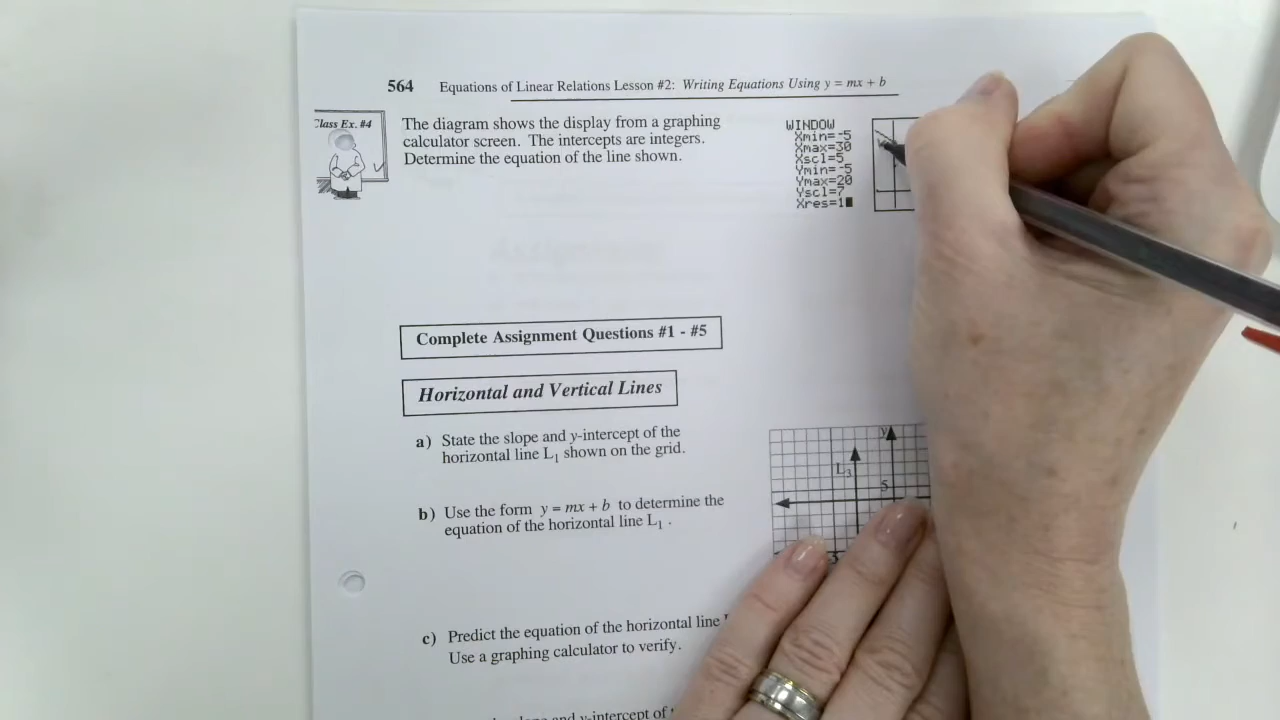 564 Equations of Linear Relations Lesson #2: Writing Equations Using y = mx + b
Class Ex. #4
The diagram shows the display from a graphing
calculator screen. The intercepts are integers.
Determine the equation of the line shown.
WINDOW
Xmin=-5
Xmax=30
Xscl=5
Ymin=-5
Ymax=20
Yscl=7
Xres=1
Complete Assignment Questions #1 - #5
Horizontal and Vertical Lines
a) State the slope and y-intercept of the
horizontal line L1 shown on the grid.
y
L3
5
b) Use the form y = mx + b to determine the
equation of the horizontal line L1 .
c) Predict the equation of the horizontal line
Use a graphing calculator to verify.
and y-intercept of